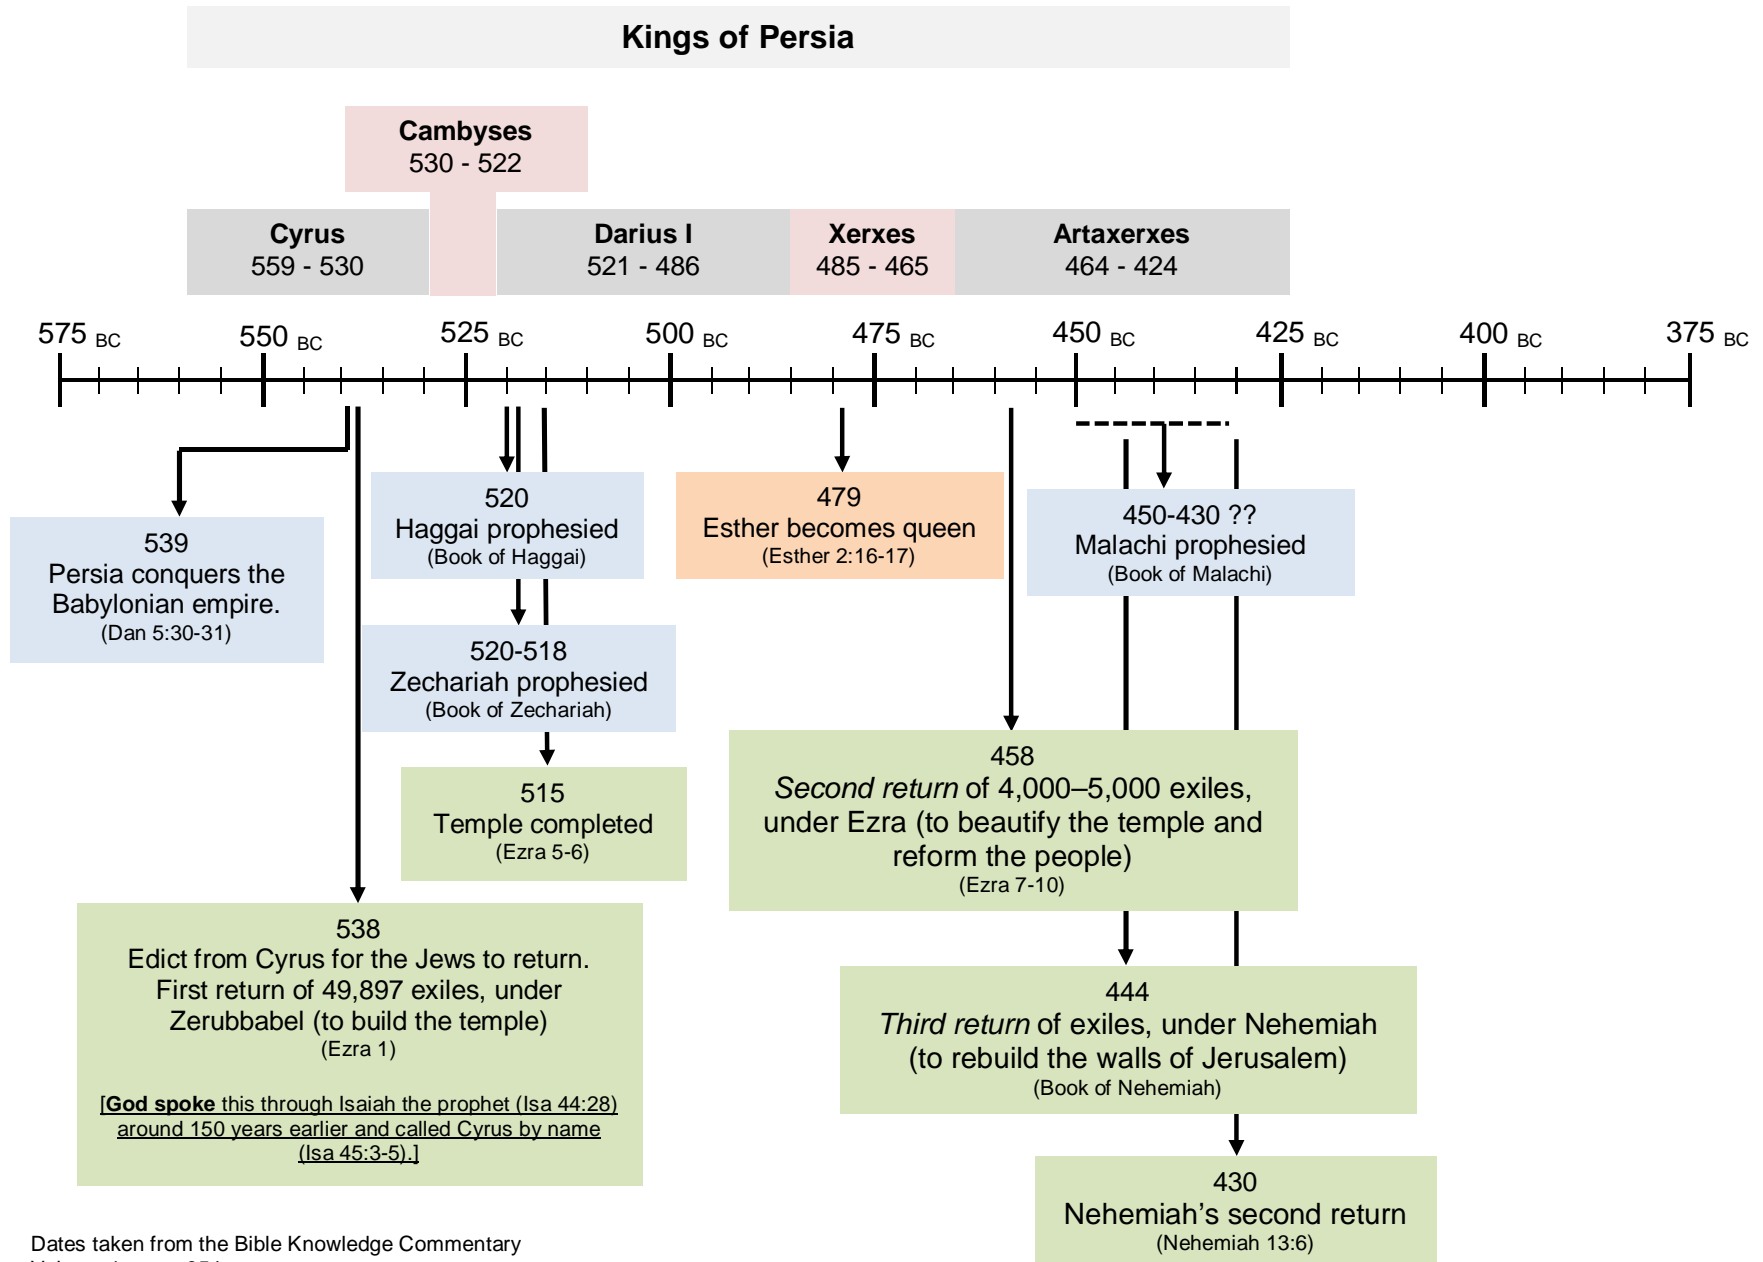 Kings of Persia
Cambyses
530 - 522
Cyrus
559 - 530
Darius I
521 - 486
Xerxes
485 - 465
Artaxerxes
464 - 424
575 BC
550 BC
525 BC
500 BC
475 BC
450 BC
425 BC
400 BC
375 BC
539
Persia conquers the
Babylonian empire.
(Dan 5:30-31)
520
Haggai prophesied
(Book of Haggai)
520-518
Zechariah prophesied
(Book of Zechariah)
515
Temple completed
(Ezra 5-6)
538
Edict from Cyrus for the Jews to return.
First return of 49,897 exiles, under
Zerubbabel (to build the temple)
(Ezra 1)
[God spoke this through Isaiah the prophet (Isa 44:28)
around 150 years earlier and called Cyrus by name
(Isa 45:3-5).]
479
Esther becomes queen
(Esther 2:16-17)
450-430 ??
Malachi prophesied
(Book of Malachi)
458
Second return of 4,000–5,000 exiles,
under Ezra (to beautify the temple and
reform the people)
(Ezra 7-10)
444
Third return of exiles, under Nehemiah
(to rebuild the walls of Jerusalem)
(Book of Nehemiah)
430
Nehemiah’s second return
(Nehemiah 13:6)
Dates taken from the Bible Knowledge Commentary